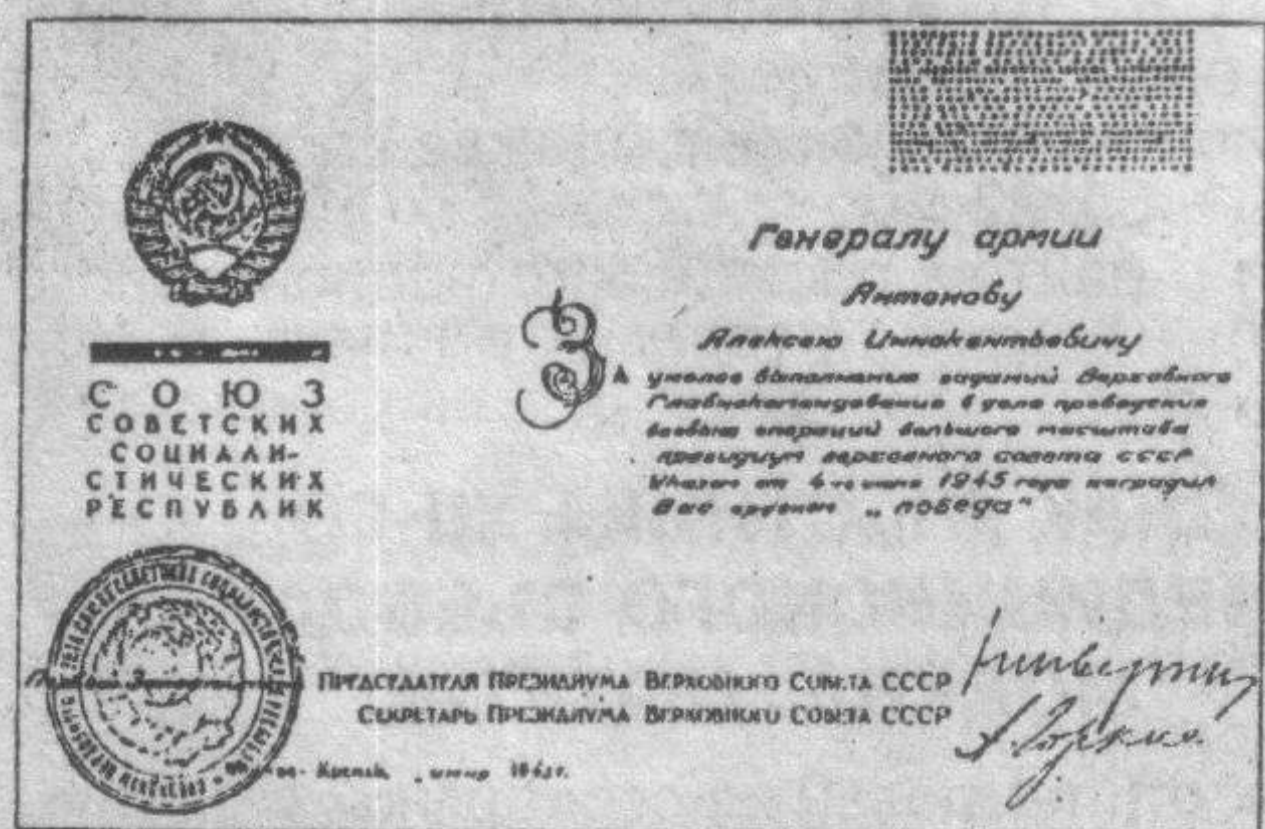 СОЮЗ
СОВЕТСКИХ
СОЦИАЛИ-
СТИЧЕСКИХ
РЕСПУБЛИК
Генералу армии
Антонову
Алексею Иннокентьевичу
За умелое выполнение заданий Верховного
Главнокомандования в деле проведения
боевых операций большого масштаба
президиум верховного совета СССР
Указом от 4-го июня 1945 года наградил
Вас орденом „победа“
Председателя Президиума Верховного Совета СССР
Секретарь Президиума Верховного Совета СССР
А. Горкин